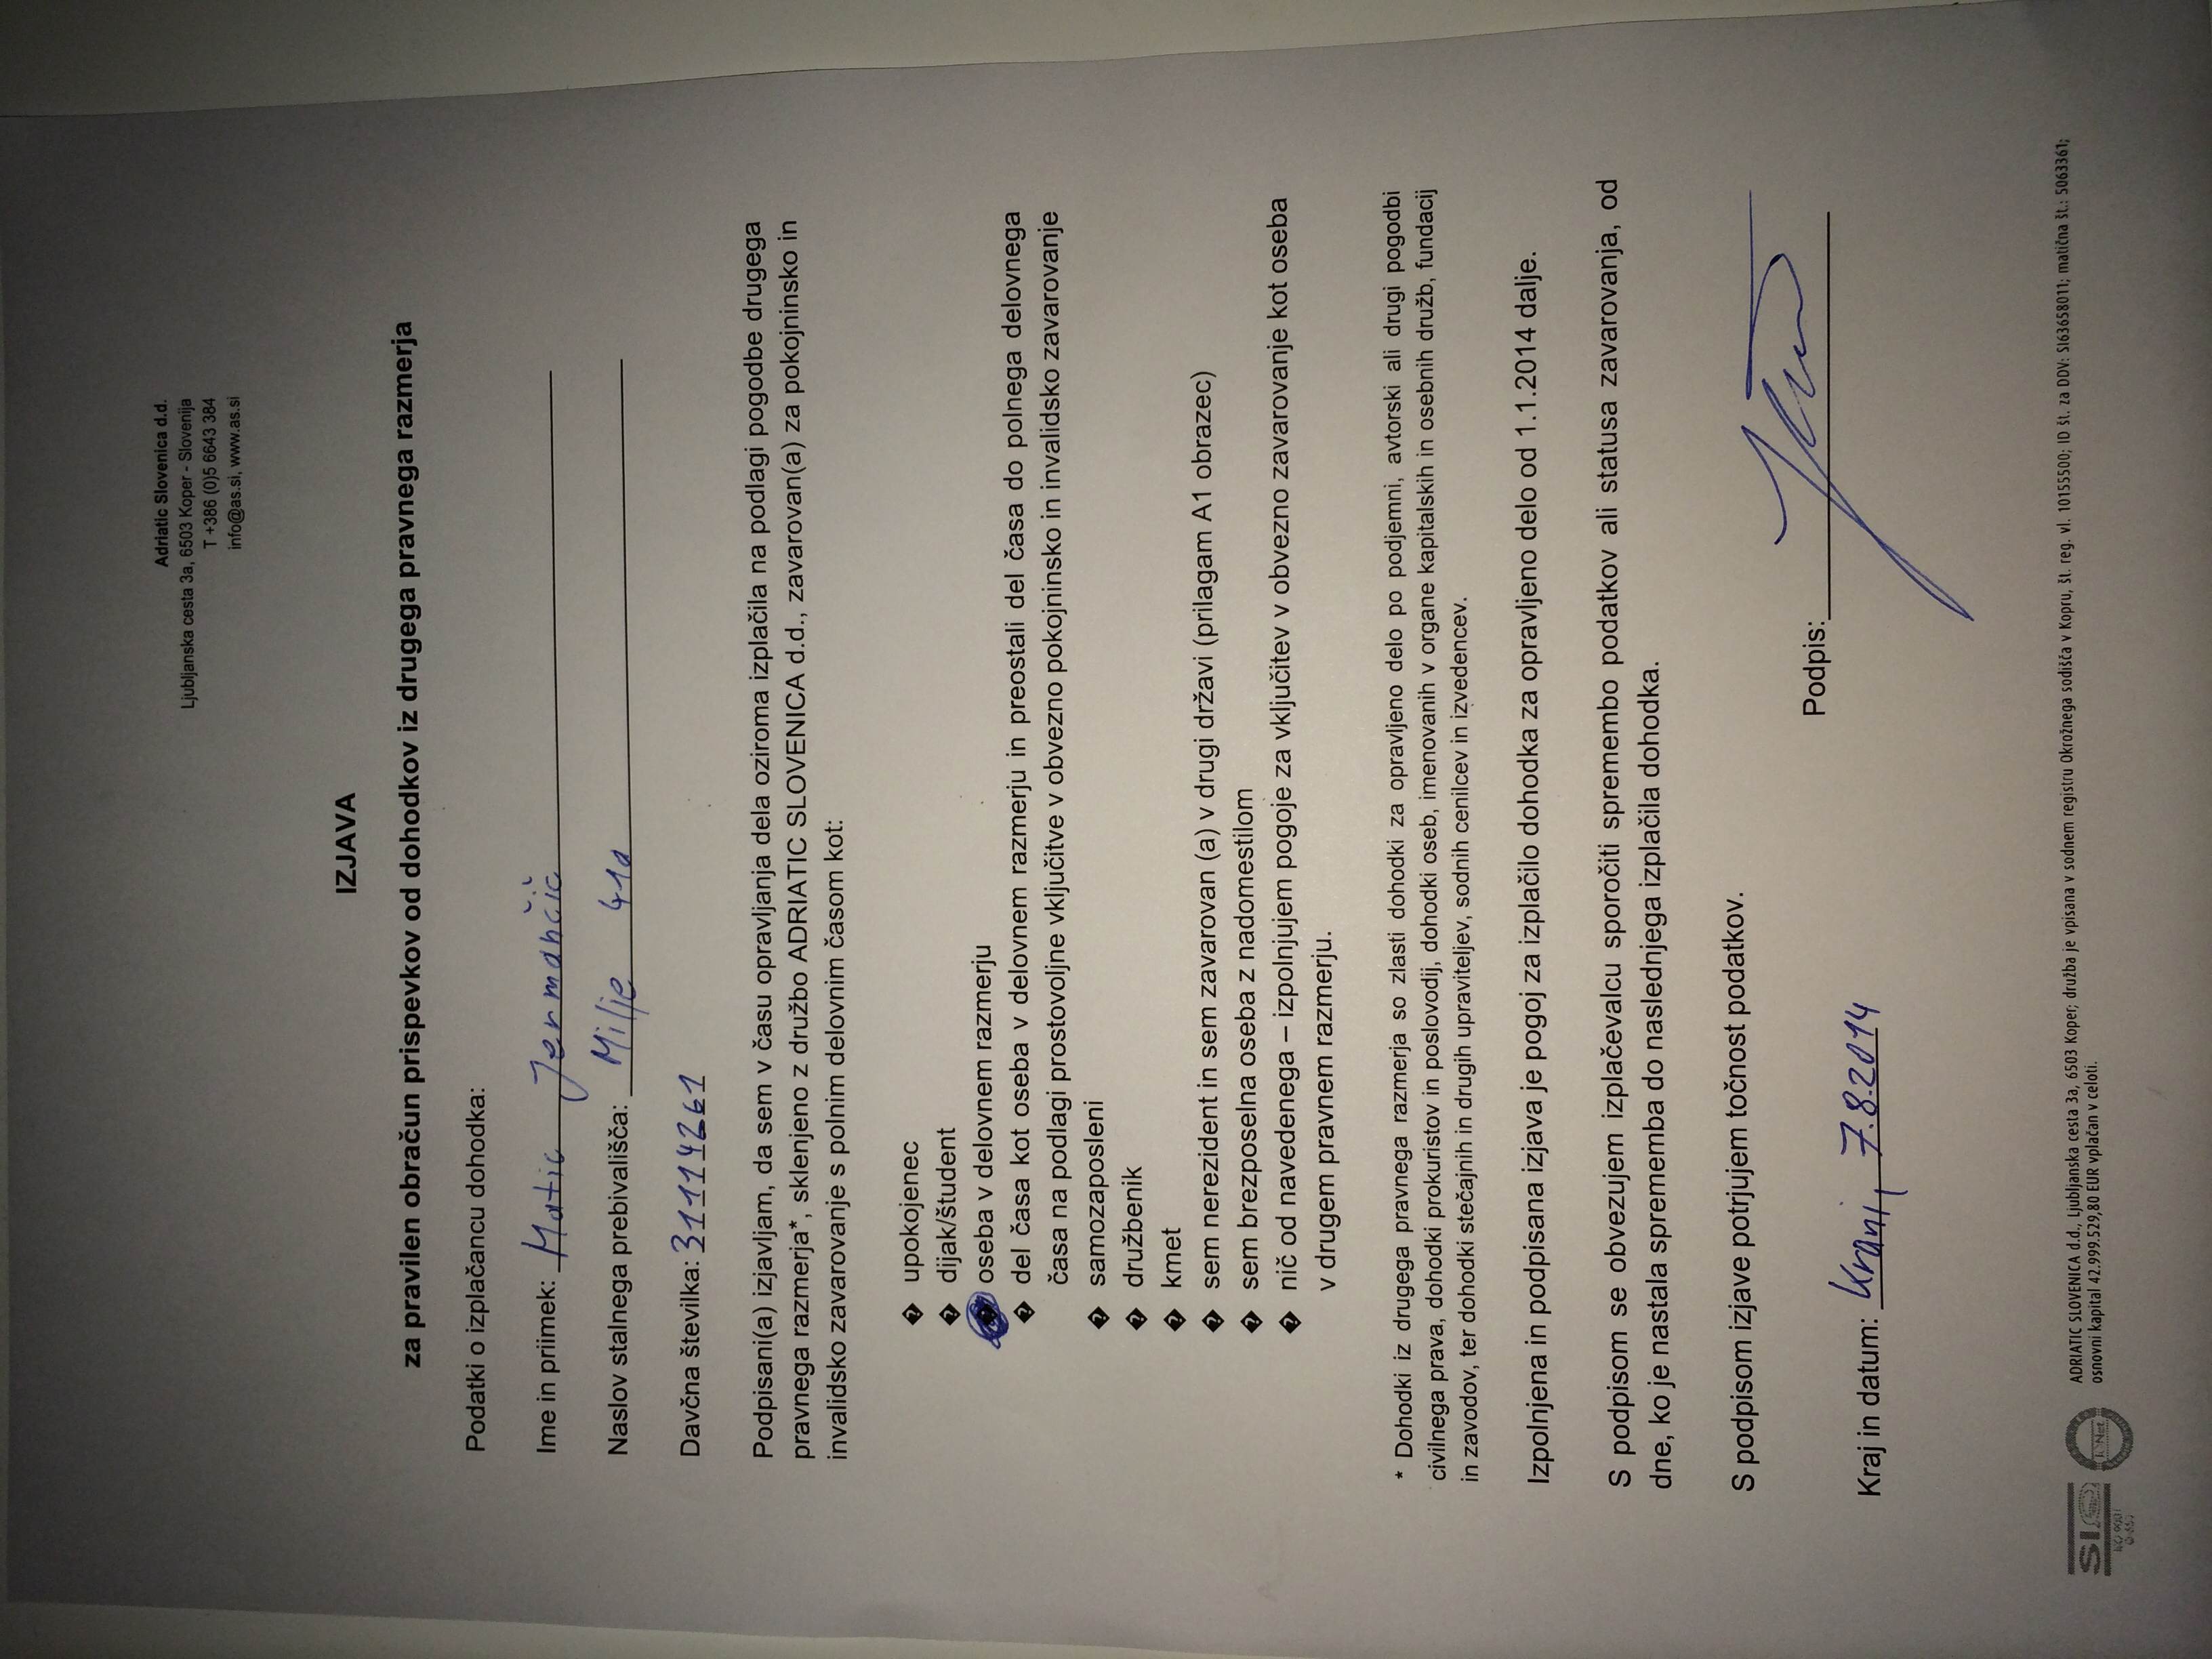 Adriatic Slovenica d.d.
Ljubljanska cesta 3a, 6503 Koper - Slovenija
T +386 (0)5 6643 384
info@as.si, www.as.si
IZJAVA
za pravilen obračun prispevkov od dohodkov iz drugega pravnega razmerja
Podatki o izplačancu dohodka:
Ime in priimek: Matic Jermančič
Naslov stalnega prebivališča: Milje 41a
Davčna številka: 31114261
Podpisani(a) izjavljam, da sem v času opravljanja dela oziroma izplačila na podlagi pogodbe drugega
pravnega razmerja*, sklenjeno z družbo ADRIATIC SLOVENICA d.d., zavarovan(a) za pokojninsko in
invalidsko zavarovanje s polnim delovnim časom kot:
� upokojenec
� dijak/študent
oseba v delovnem razmerju
� del časa kot oseba v delovnem razmerju in preostali del časa do polnega delovnega
časa na podlagi prostovoljne vključitve v obvezno pokojninsko in invalidsko zavarovanje
� samozaposleni
� družbenik
� kmet
� sem nerezident in sem zavarovan (a) v drugi državi (prilagam A1 obrazec)
� sem brezposelna oseba z nadomestilom
� nič od navedenega – izpolnjujem pogoje za vključitev v obvezno zavarovanje kot oseba
v drugem pravnem razmerju.
* Dohodki iz drugega pravnega razmerja so zlasti dohodki za opravljeno delo po podjemni, avtorski ali drugi pogodbi
civilnega prava, dohodki prokuristov in poslovodij, dohodki oseb, imenovanih v organe kapitalskih in osebnih družb, fundacij
in zavodov, ter dohodki stečajnih in drugih upraviteljev, sodnih cenilcev in izvedencev.
Izpolnjena in podpisana izjava je pogoj za izplačilo dohodka za opravljeno delo od 1.1.2014 dalje.
S podpisom se obvezujem izplačevalcu sporočiti spremembo podatkov ali statusa zavarovanja, od
dne, ko je nastala sprememba do naslednjega izplačila dohodka.
S podpisom izjave potrjujem točnost podatkov.
Podpis:
Kraj in datum: Kranj, 7.8.2014
ADRIATIC SLOVENICA d.d., Ljubljanska cesta 3a, 6503 Koper; družba je vpisana v sodnem registru Okrožnega sodišča v Kopru, št. reg. vl. 10155500; ID št. za DDV: SI63658011; matična št.: 5063361;
osnovni kapital 42.999.529,80 EUR vplačan v celoti.
SIQ
IQNet